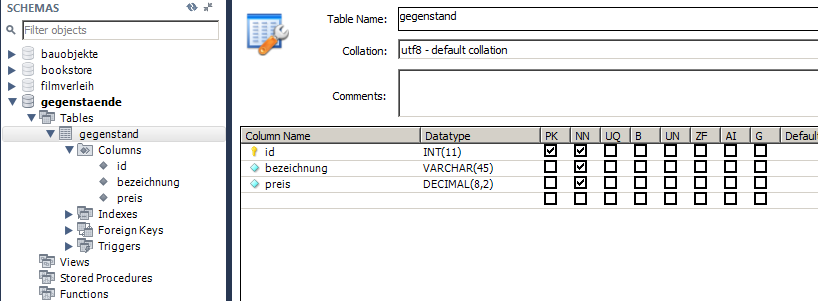 SCHEMAS
Filter objects
bauobjekte
bookstore
filmverleih
gegenstaende
Tables
gegenstand
Columns
id
bezeichnung
preis
Indexes
Foreign Keys
Triggers
Views
Stored Procedures
Functions
Table Name: gegenstand
Collation: utf8 - default collation
Comments:
Column Name Datatype PK NN UQ B UN ZF AI G Default
id INT(11)
bezeichnung VARCHAR(45)
preis DECIMAL(8,2)